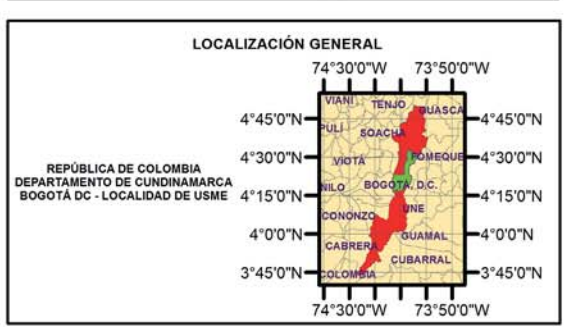 LOCALIZACIÓN GENERAL
74°30'0"W 73°50'0"W
VIANI TENJO GUASCA
4°45'0"N 4°45'0"N
PULÍ SOACHA
4°30'0"N VIOTÁ FOMEQUE 4°30'0"N
REPÚBLICA DE COLOMBIA
DEPARTAMENTO DE CUNDINAMARCA
BOGOTÁ DC - LOCALIDAD DE USME
NILO BOGOTÁ, D.C.
4°15'0"N 4°15'0"N
CONONZO UNE
4°0'0"N GUAMAL 4°0'0"N
CABRERA
CUBARRAL
3°45'0"N COLOMBIA 3°45'0"N
74°30'0"W 73°50'0"W